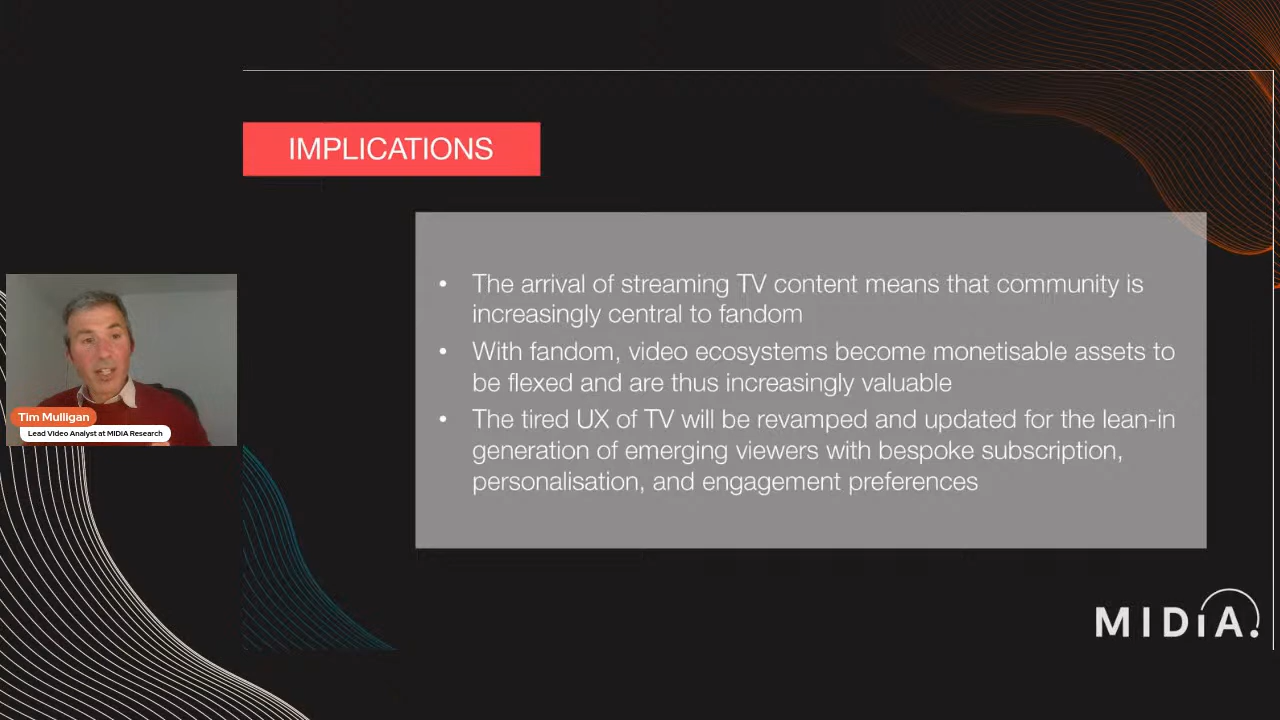 IMPLICATIONS
• The arrival of streaming TV content means that community is
increasingly central to fandom
• With fandom, video ecosystems become monetisable assets to
be flexed and are thus increasingly valuable
• The tired UX of TV will be revamped and updated for the lean-in
generation of emerging viewers with bespoke subscription,
personalisation, and engagement preferences
Tim Mulligan
Lead Video Analyst at MIDiA Research
MIDiA.